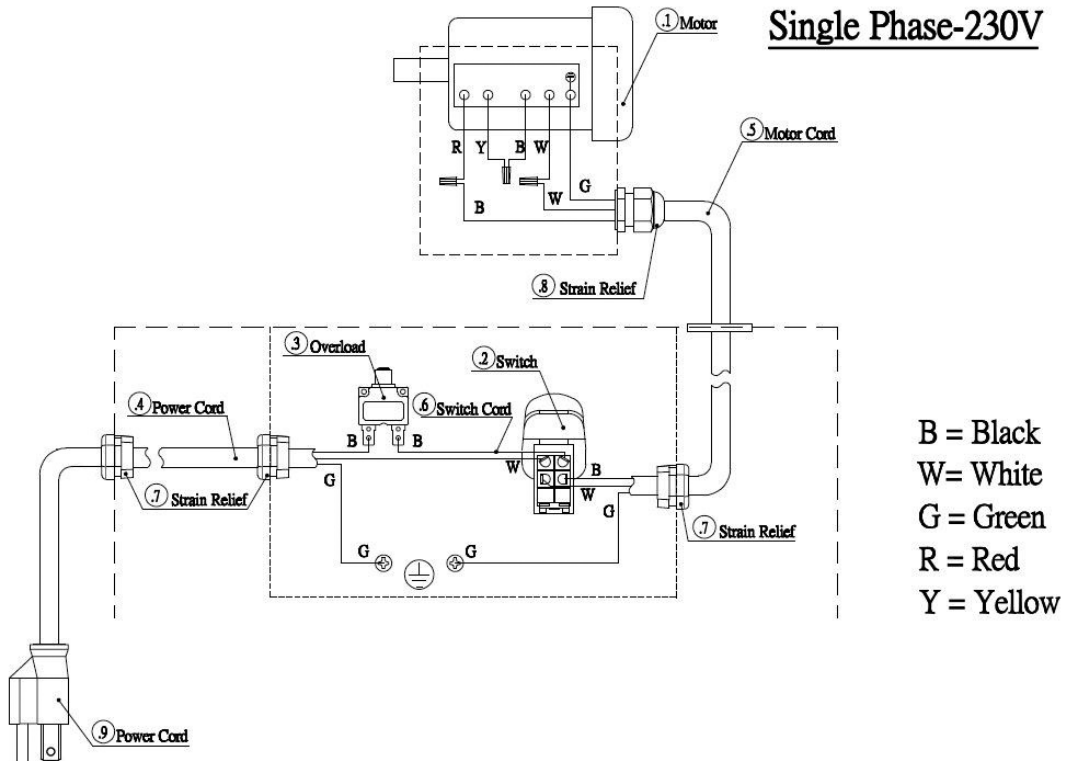 Single Phase-230V
.1 Motor
R Y B W
G
W
B
.5 Motor Cord
.8 Strain Relief
.3 Overload
.2 Switch
.4 Power Cord
.6 Switch Cord
B B
W B
W
G
G
.7 Strain Relief
.7 Strain Relief
G G
.9 Power Cord
B = Black
W= White
G = Green
R = Red
Y = Yellow